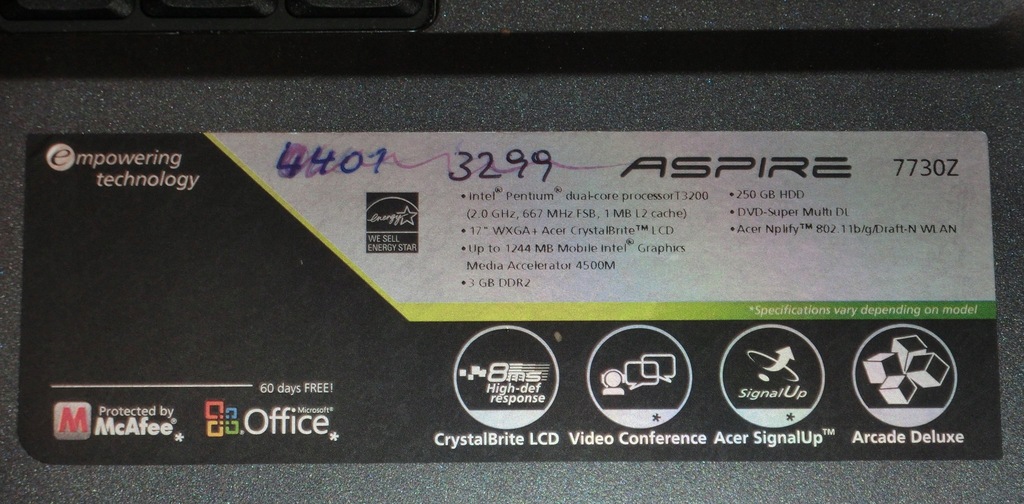 empowering
technology
4401 3299 ASPIRE 7730Z
• Intel® Pentium® dual-core processorT3200
(2.0 GHz, 667 MHz FSB, 1 MB L2 cache)
• 17" WXGA+ Acer CrystalBrite™ LCD
• Up to 1244 MB Mobile Intel® Graphics
Media Accelerator 4500M
• 3 GB DDR2
• 250 GB HDD
• DVD-Super Multi DL
• Acer Nplify™ 802.11b/g/Draft-N WLAN
energy
WE SELL
ENERGY STAR
*Specifications vary depending on model
60 days FREE!
M Protected by
McAfee®*
Microsoft®
Office*
8ms
High-def
response
CrystalBrite LCD
*
Video Conference
SignalUp
*
Acer SignalUp™
Arcade Deluxe